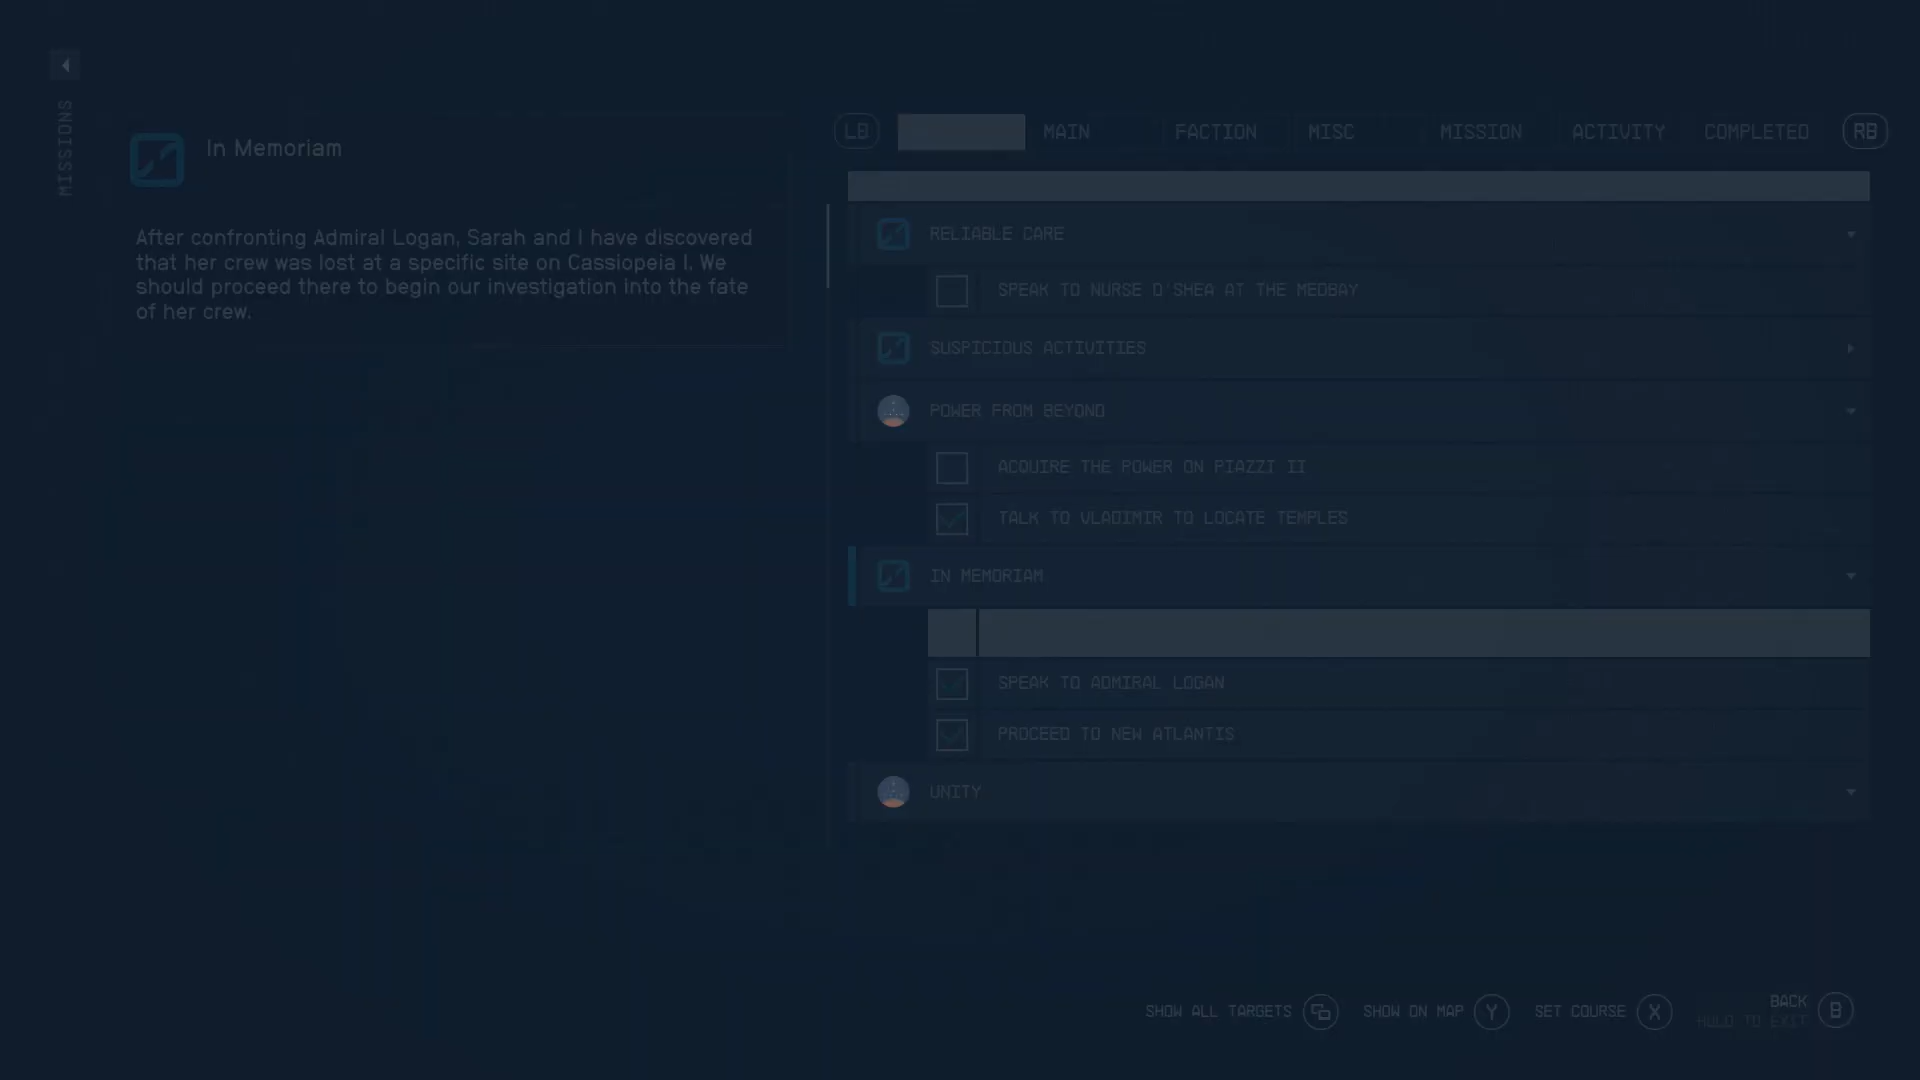 MISSIONS
In Memoriam
After confronting Admiral Logan, Sarah and I have discovered
that her crew was lost at a specific site on Cassiopeia I. We
should proceed there to begin our investigation into the fate
of her crew.
LB
MAIN
FACTION
MISC
MISSION
ACTIVITY
COMPLETED
RB
RELIABLE CARE
SPEAK TO NURSE O'SHEA AT THE MEDBAY
SUSPICIOUS ACTIVITIES
POWER FROM BEYOND
ACQUIRE THE POWER ON PIAZZI II
TALK TO VLADIMIR TO LOCATE TEMPLES
IN MEMORIAM
SPEAK TO ADMIRAL LOGAN
PROCEED TO NEW ATLANTIS
UNITY
SHOW ALL TARGETS
SHOW ON MAP Y
SET COURSE X
BACK B
HOLD TO EXIT